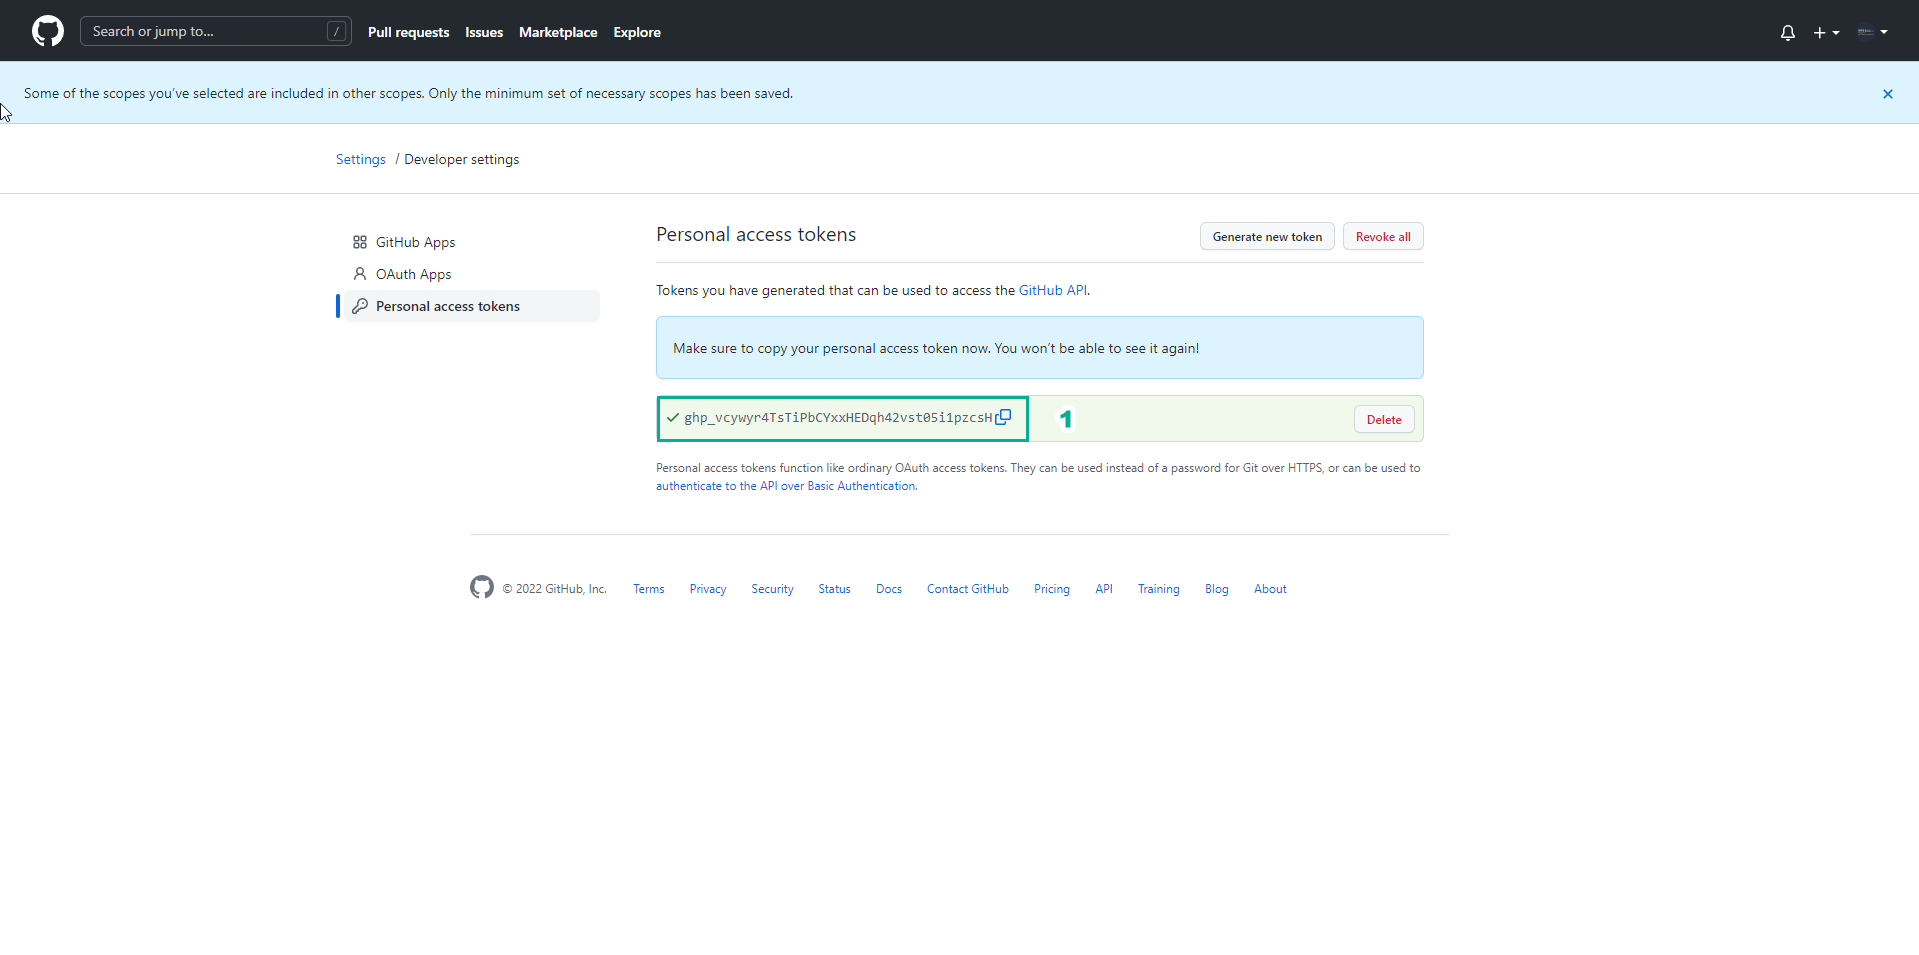 Search or jump to... /
Pull requests Issues Marketplace Explore
Some of the scopes you've selected are included in other scopes. Only the minimum set of necessary scopes has been saved.
Settings / Developer settings
GitHub Apps
OAuth Apps
Personal access tokens
Personal access tokens
Generate new token Revoke all
Tokens you have generated that can be used to access the GitHub API.
Make sure to copy your personal access token now. You won't be able to see it again!
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 1 Delete
Personal access tokens function like ordinary OAuth access tokens. They can be used instead of a password for Git over HTTPS, or can be used to
authenticate to the API over Basic Authentication.
© 2022 GitHub, Inc. Terms Privacy Security Status Docs Contact GitHub Pricing API Training Blog About